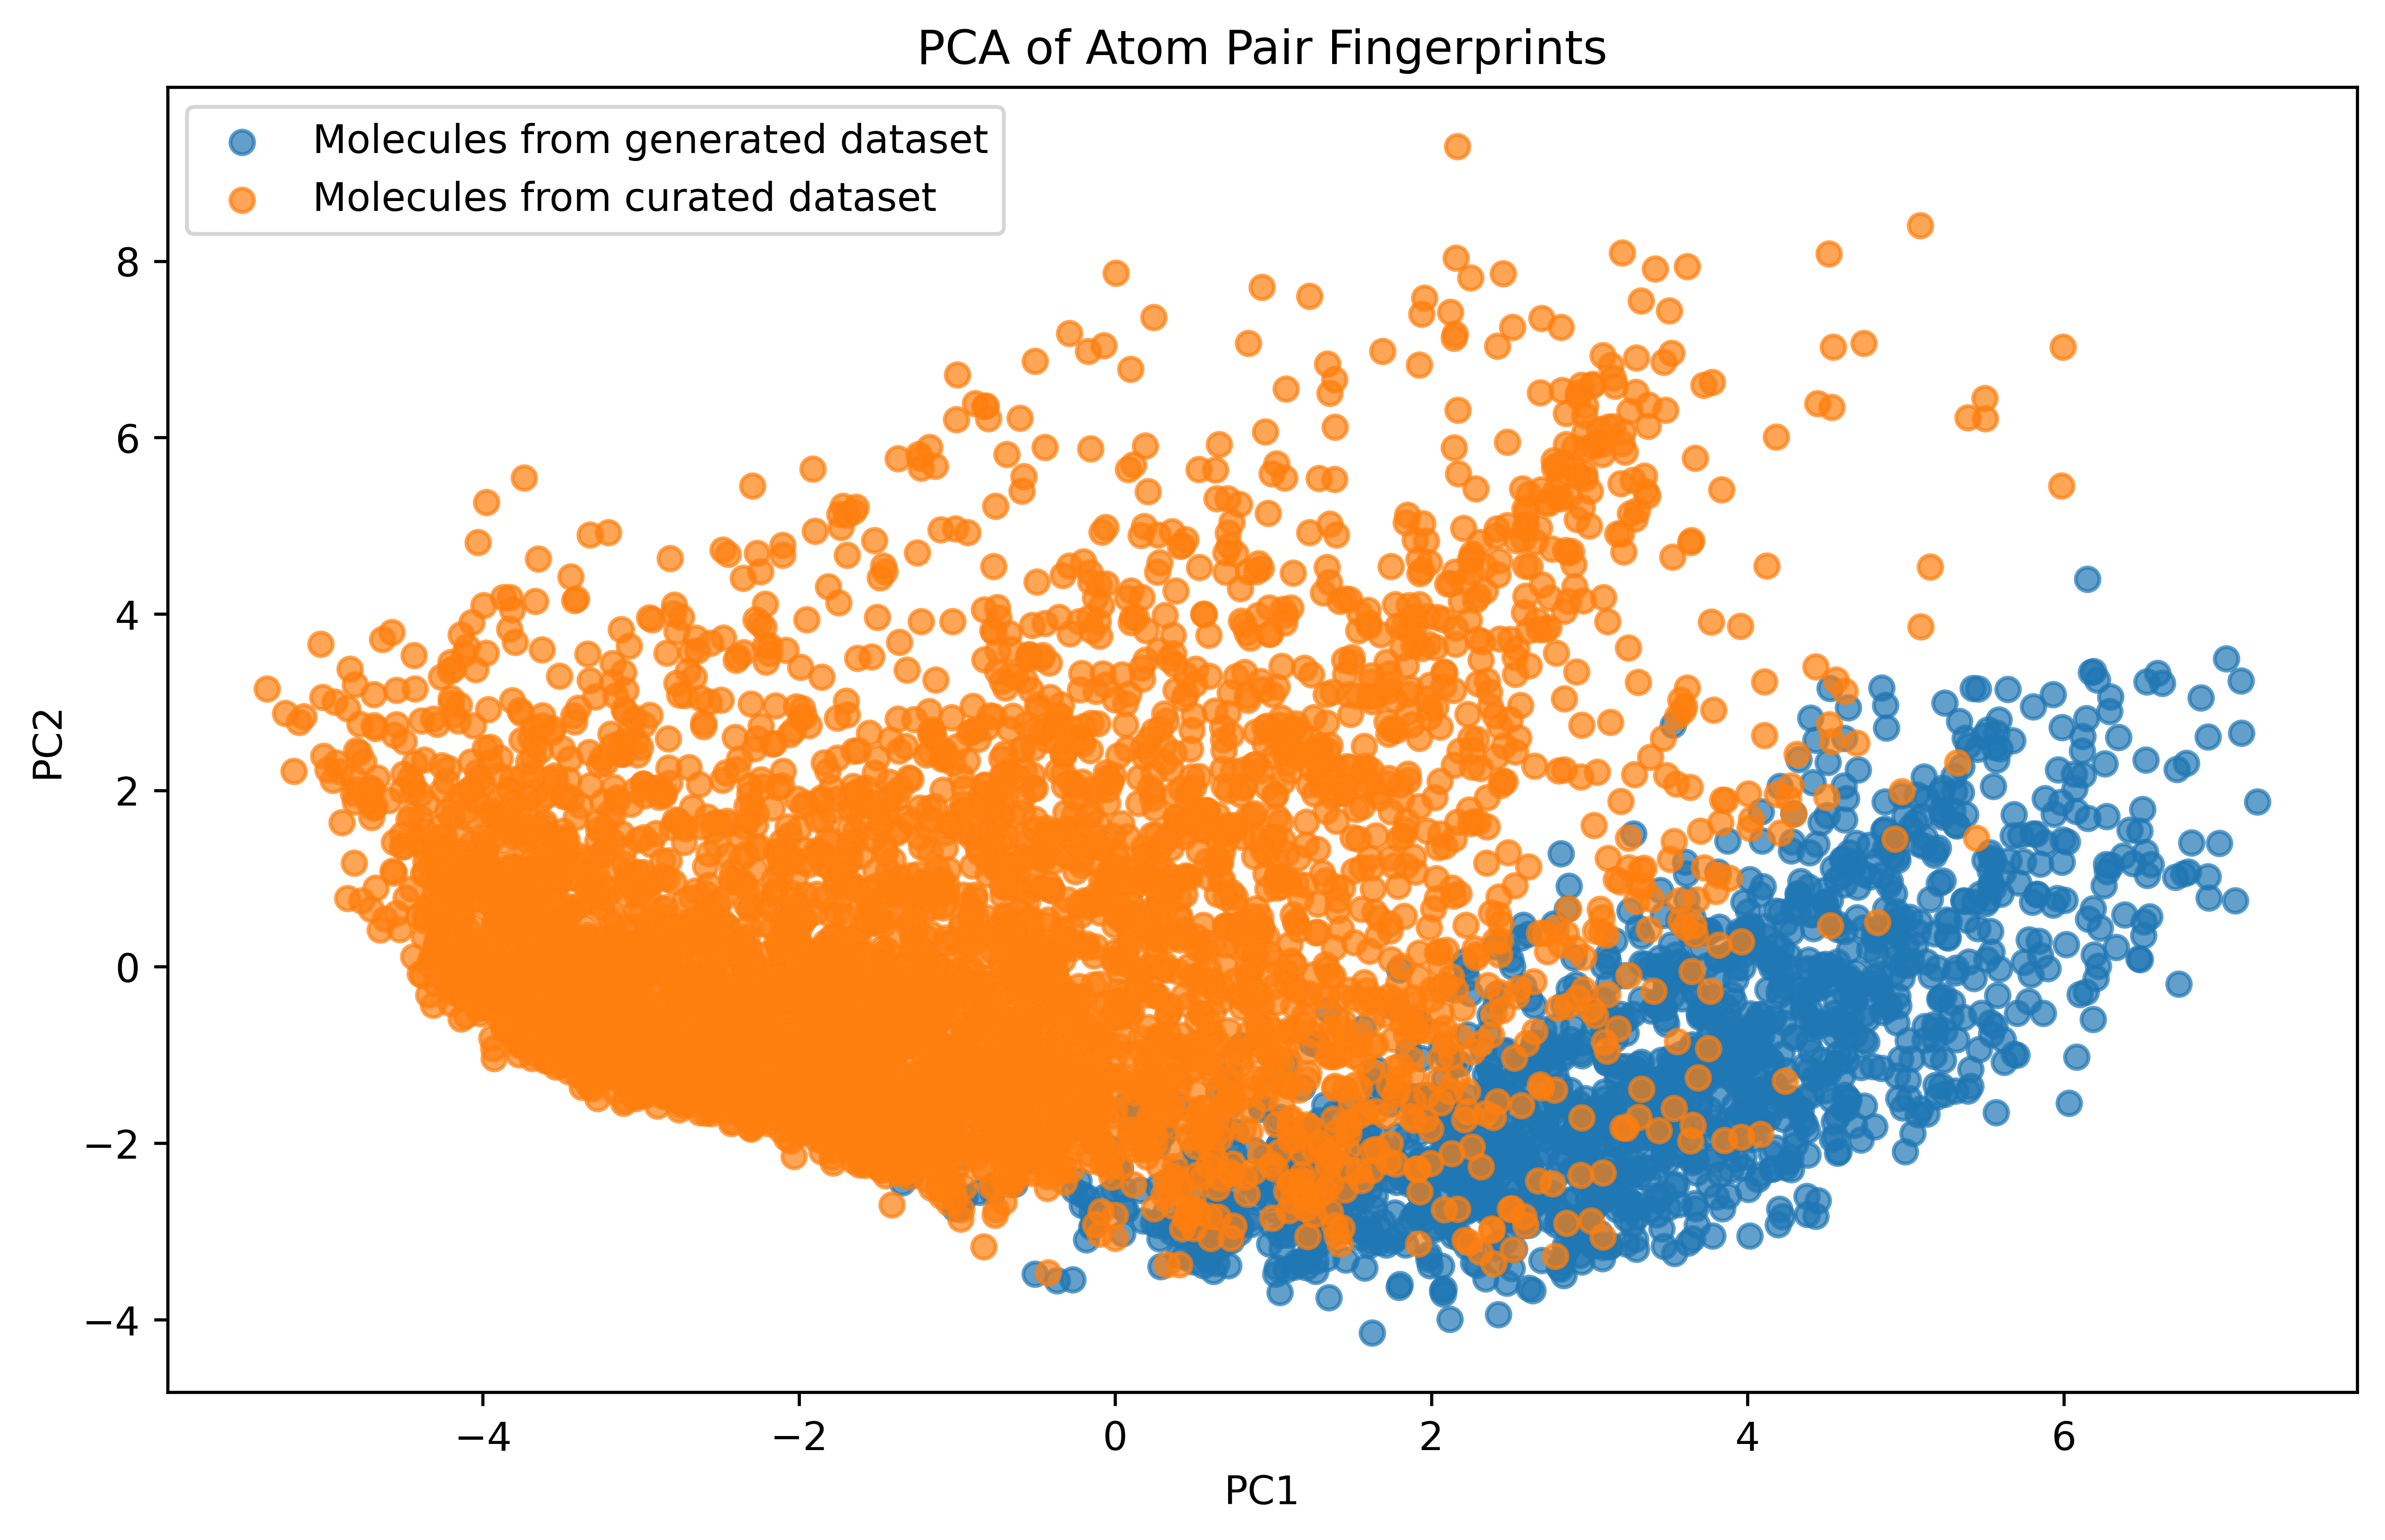 PCA of Atom Pair Fingerprints
Molecules from generated dataset
Molecules from curated dataset
8
6
4
2
0
−2
−4
PC2
−4
−2
0
2
4
6
PC1